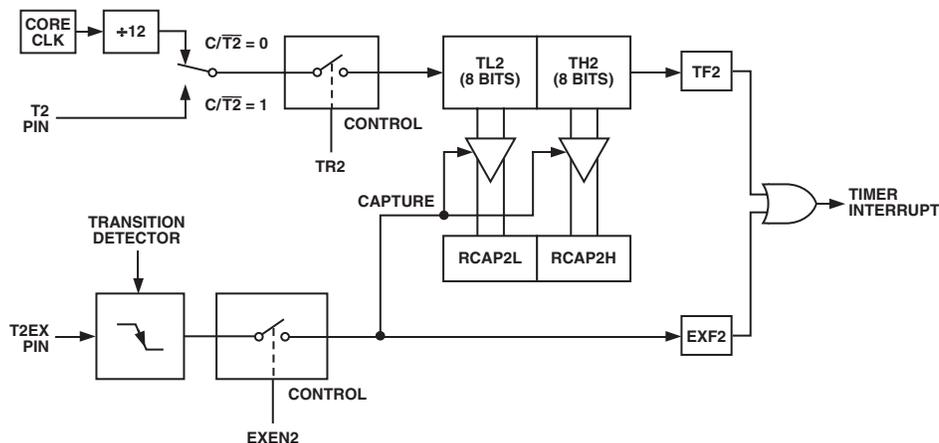 CORE
CLK
÷12
C/T2̅ = 0
T2
PIN
C/T2̅ = 1
CONTROL
TR2
TL2
(8 BITS)
TH2
(8 BITS)
TF2
CAPTURE
TIMER
INTERRUPT
TRANSITION
DETECTOR
RCAP2L
RCAP2H
T2EX
PIN
CONTROL
EXEN2
EXF2